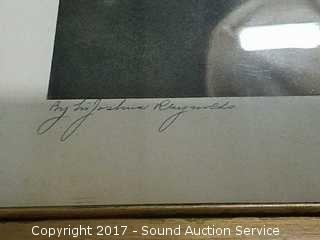 By Sir Joshua Reynolds
Copyright 2017 - Sound Auction Service